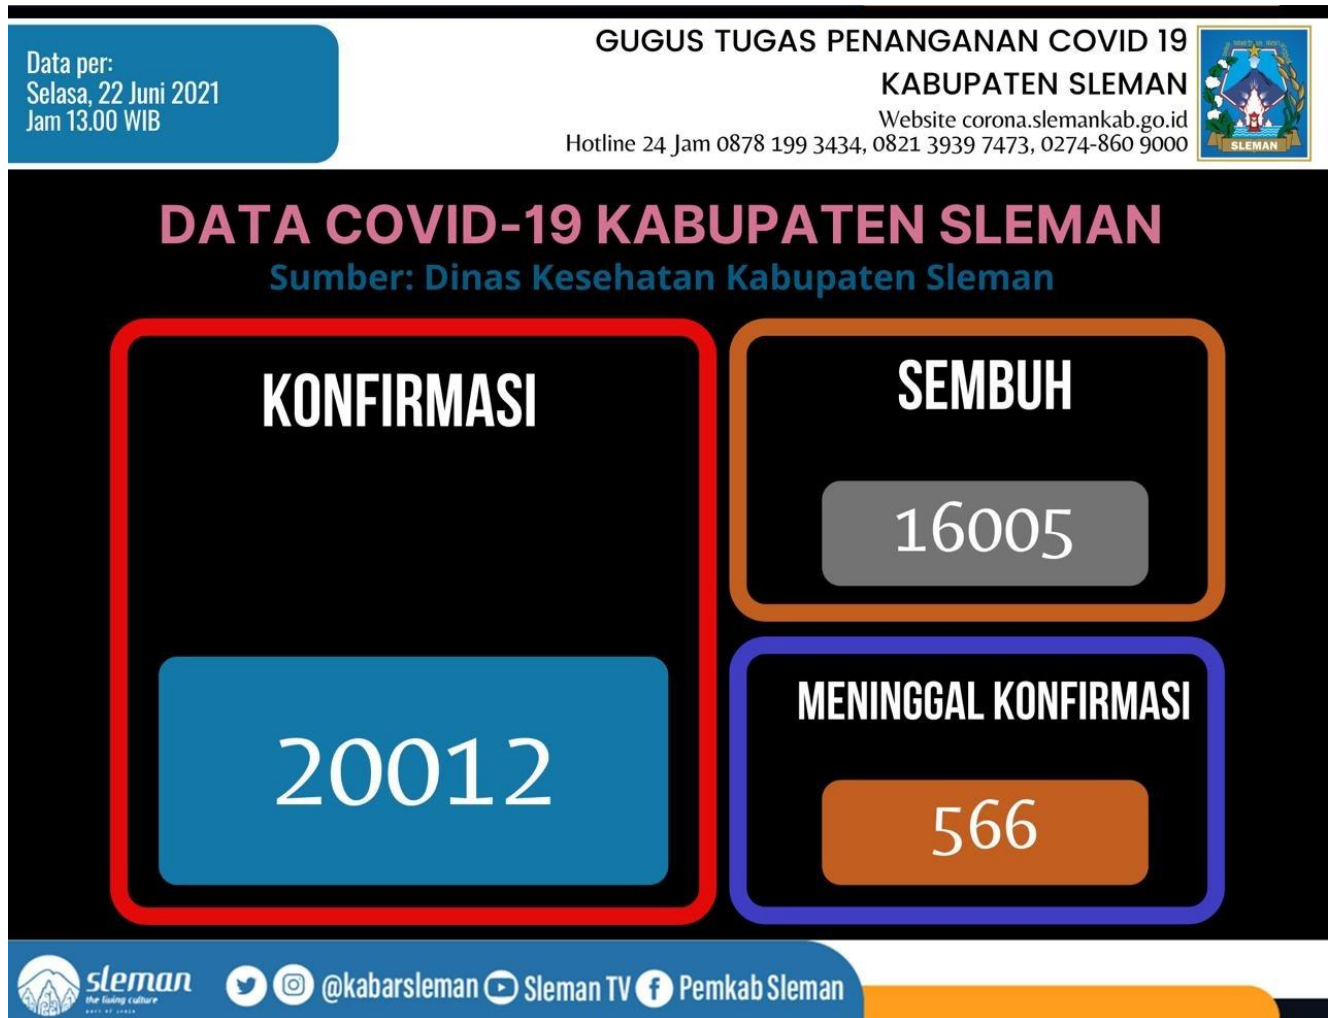 Data per:
Selasa, 22 Juni 2021
Jam 13.00 WIB
GUGUS TUGAS PENANGANAN COVID 19
KABUPATEN SLEMAN
Website corona.slemankab.go.id
Hotline 24 Jam 0878 199 3434, 0821 3939 7473, 0274-860 9000
SLEMAN
DATA COVID-19 KABUPATEN SLEMAN
Sumber: Dinas Kesehatan Kabupaten Sleman
KONFIRMASI
20012
SEMBUH
16005
MENINGGAL KONFIRMASI
566
sleman
the living culture
part of jogja
@kabarsleman Sleman TV Pemkab Sleman